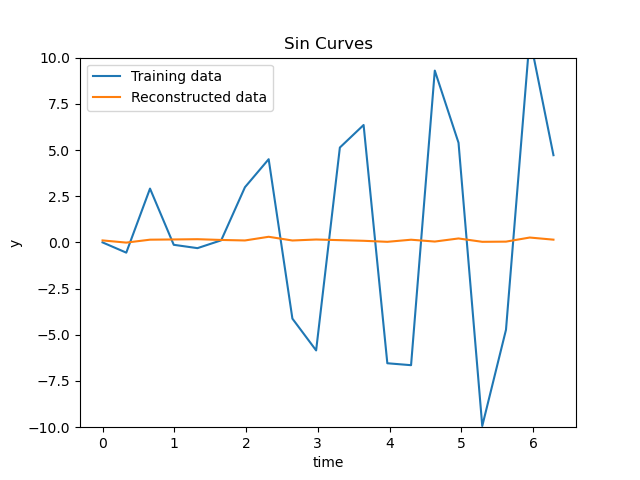 Sin Curves
Training data
Reconstructed data
10.0
7.5
5.0
2.5
0.0
−2.5
−5.0
−7.5
−10.0
y
0 1 2 3 4 5 6
time